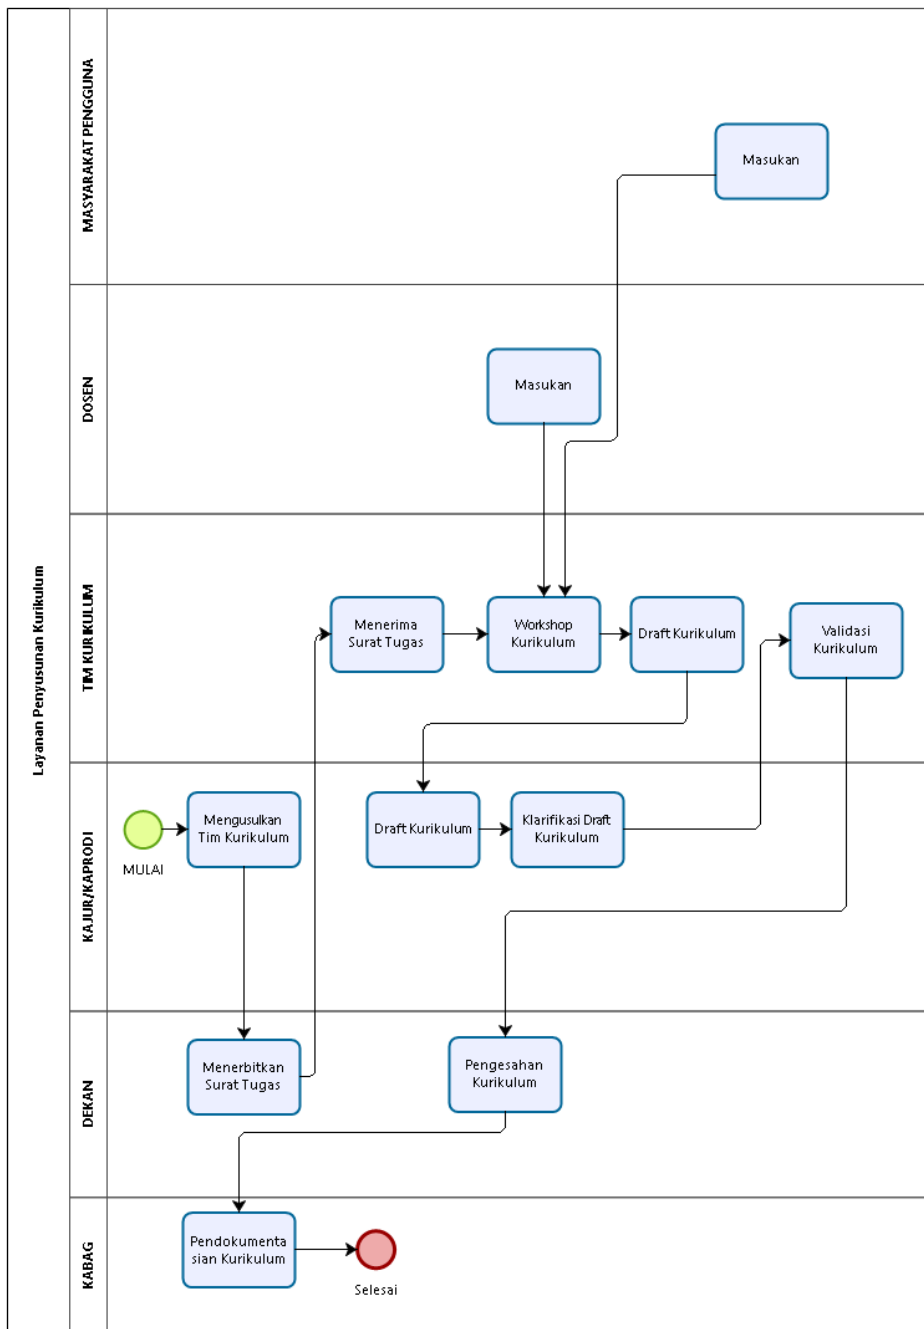 Layanan Penyusunan Kurikulum
MASYARAKAT PENGGUNA
Masukan
DOSEN
Masukan
TIM KURIKULUM
Menerima
Surat Tugas
Workshop
Kurikulum
Draft Kurikulum
Validasi
Kurikulum
KAJUR/KAPRODI
MULAI
Mengusulkan
Tim Kurikulum
Draft Kurikulum
Klarifikasi Draft
Kurikulum
DEKAN
Menerbitkan
Surat Tugas
Pengesahan
Kurikulum
KABAG
Pendokumenta
sian Kurikulum
Selesai